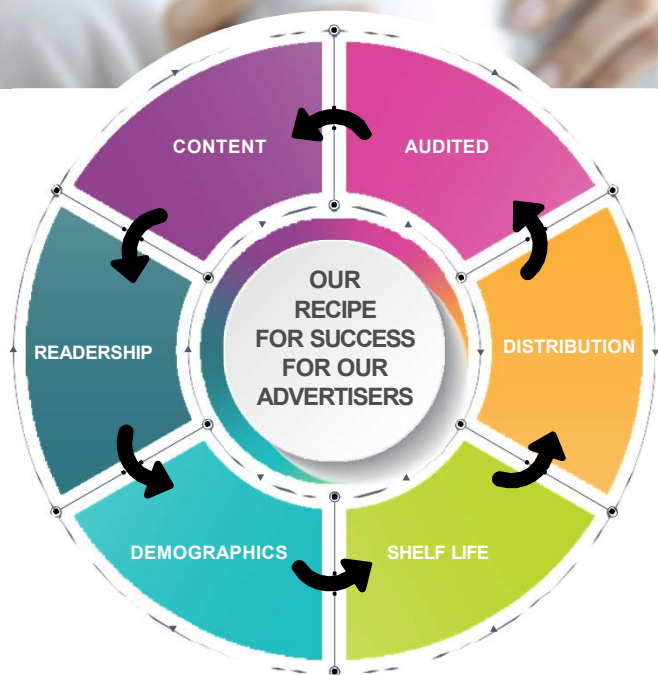 CONTENT
AUDITED
OUR
RECIPE
FOR SUCCESS
FOR OUR
ADVERTISERS
READERSHIP
DISTRIBUTION
DEMOGRAPHICS
SHELF LIFE